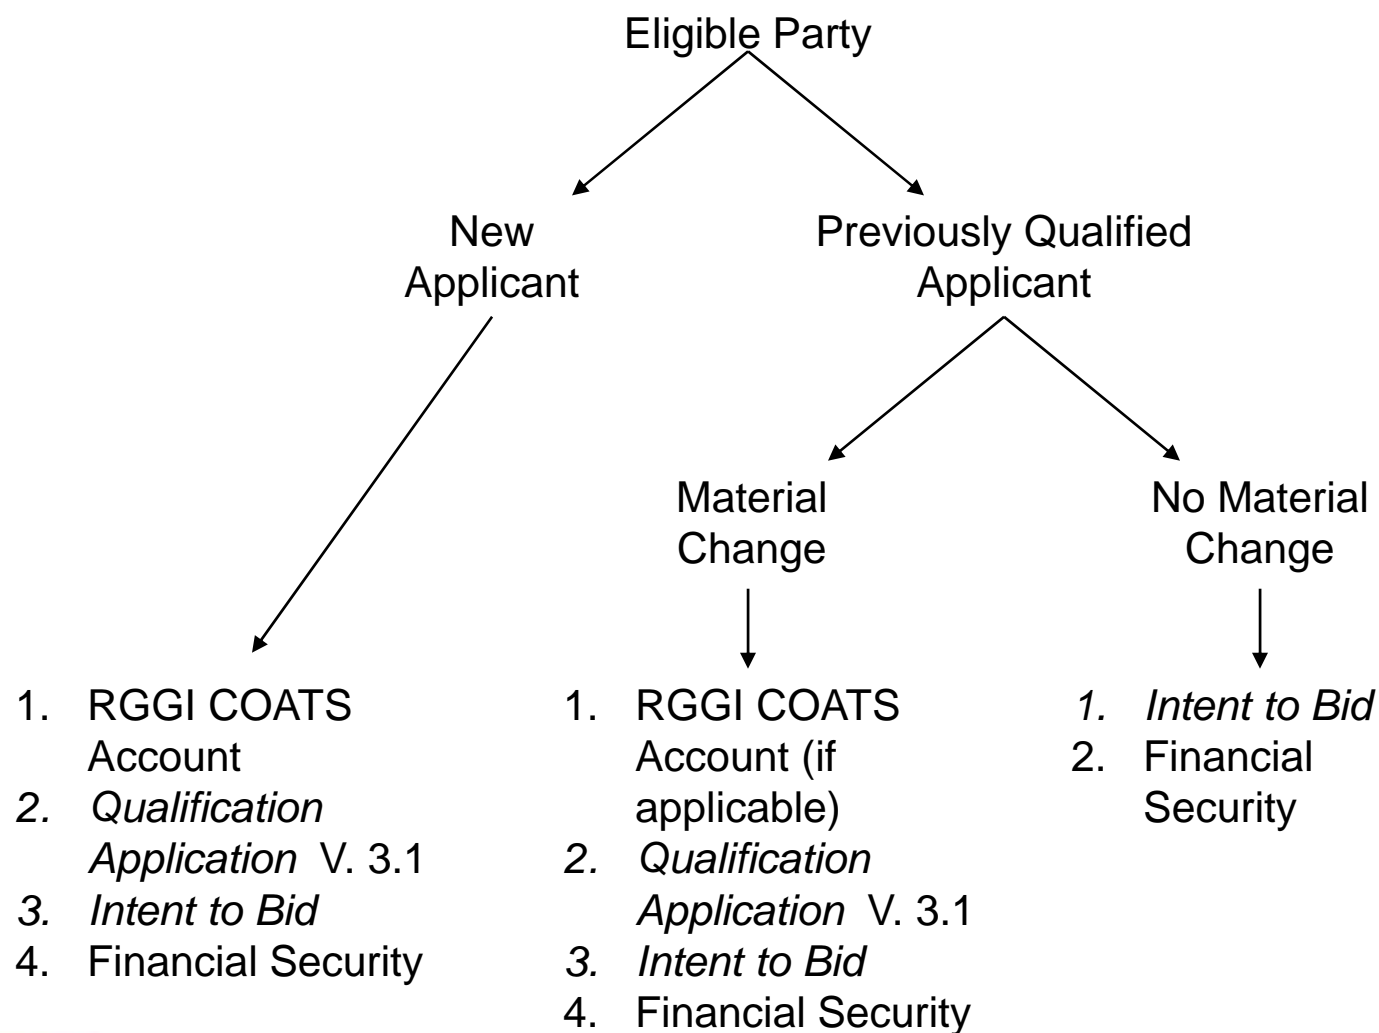 Eligible Party
New
Applicant
Previously Qualified
Applicant
Material
Change
No Material
Change
1. RGGI COATS
Account
2. Qualification
Application V. 3.1
3. Intent to Bid
4. Financial Security
1. RGGI COATS
Account (if
applicable)
2. Qualification
Application V. 3.1
3. Intent to Bid
4. Financial Security
1. Intent to Bid
2. Financial
Security